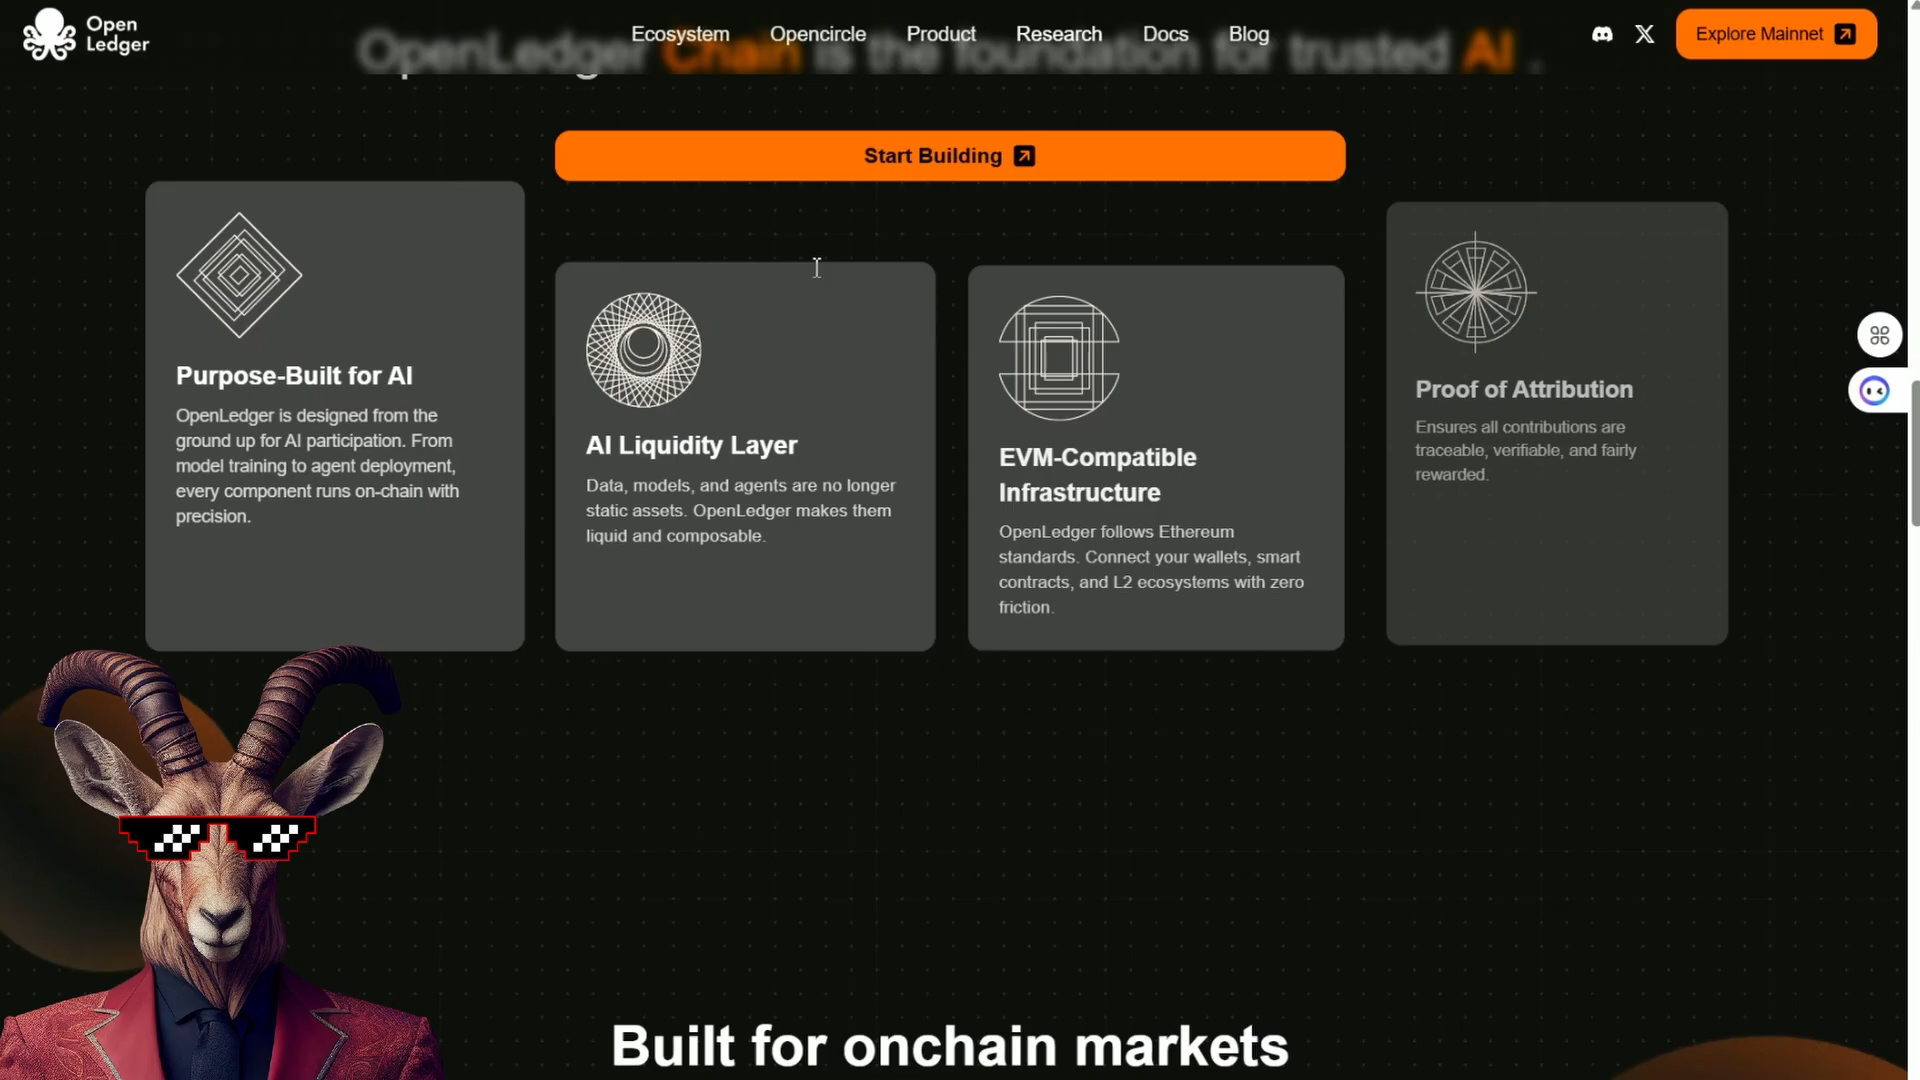 Open
Ledger
Ecosystem
Opencircle
Product
Research
Docs
Blog
Explore Mainnet
OpenLedger Chain is the foundation for trusted AI .
Start Building
Purpose-Built for AI
OpenLedger is designed from the
ground up for AI participation. From
model training to agent deployment,
every component runs on-chain with
precision.
AI Liquidity Layer
Data, models, and agents are no longer
static assets. OpenLedger makes them
liquid and composable.
EVM-Compatible
Infrastructure
OpenLedger follows Ethereum
standards. Connect your wallets, smart
contracts, and L2 ecosystems with zero
friction.
Proof of Attribution
Ensures all contributions are
traceable, verifiable, and fairly
rewarded.
Built for onchain markets